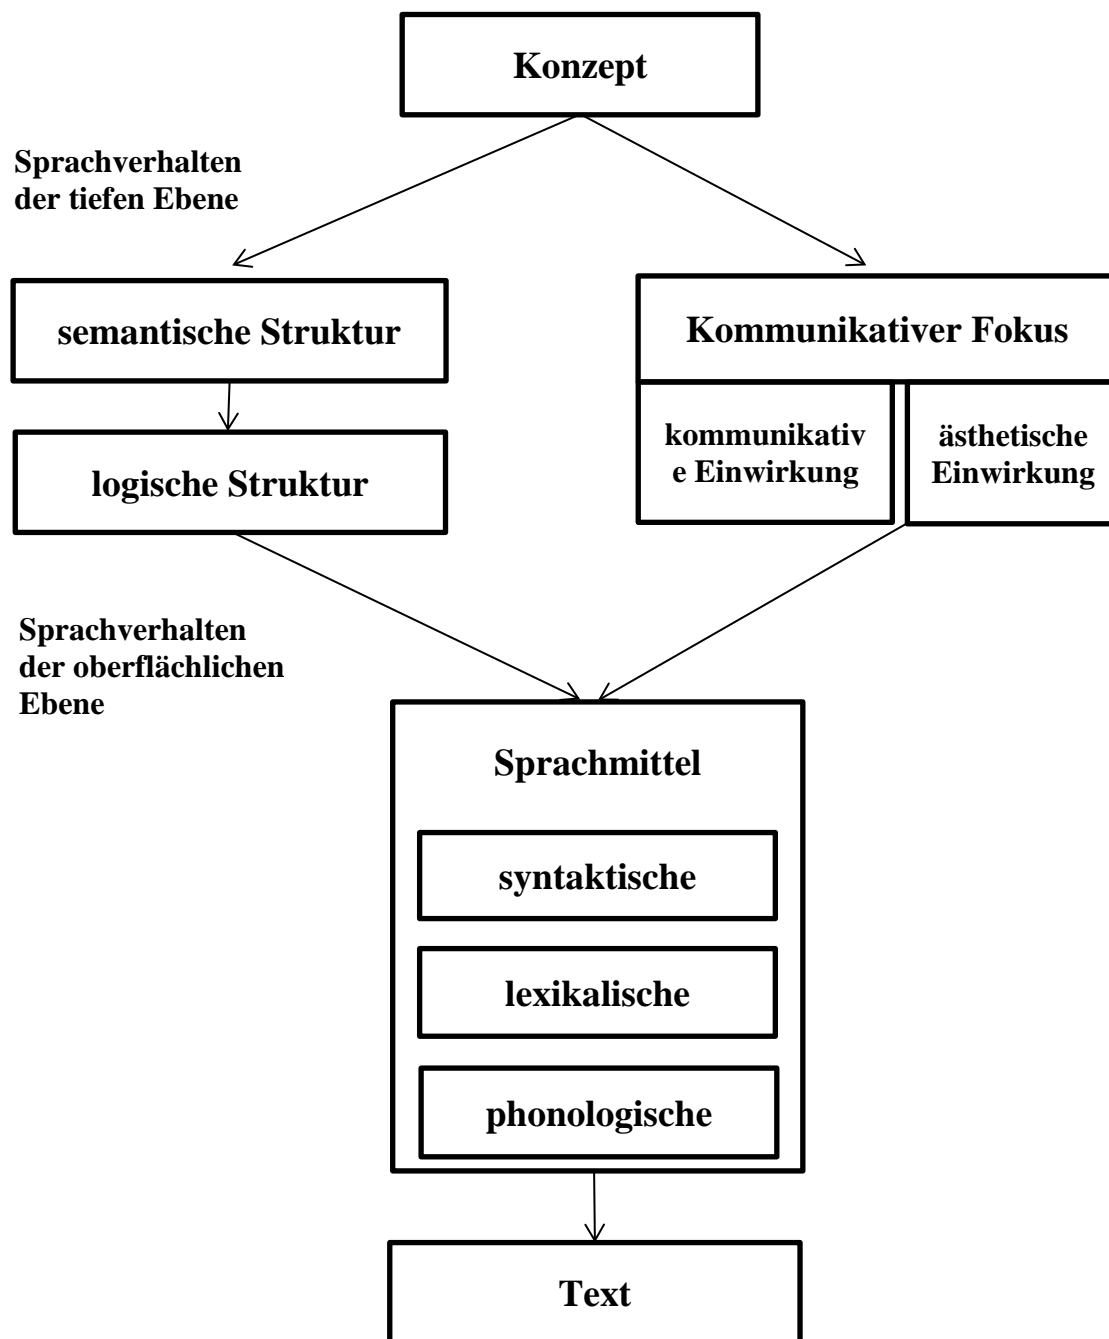 Konzept
Sprachverhalten
der tiefen Ebene
semantische Struktur
Kommunikativer Fokus
kommunikativ
e Einwirkung
ästhetische
Einwirkung
logische Struktur
Sprachverhalten
der oberflächlichen
Ebene
Sprachmittel
syntaktische
lexikalische
phonologische
Text